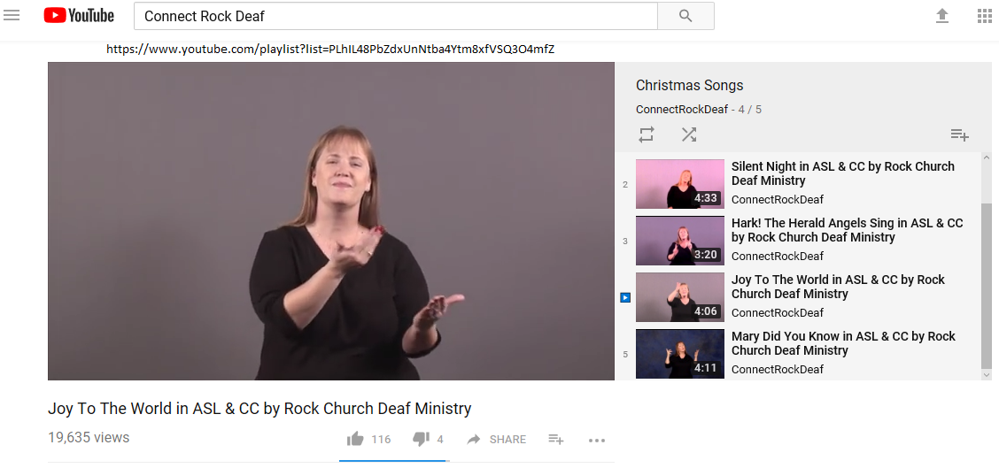 YouTube
Connect Rock Deaf
https://www.youtube.com/playlist?list=PLhIL48PbZdxUnNtba4Ytm8xfVSQ3O4mfZ
Christmas Songs
ConnectRockDeaf - 4 / 5
2
4:33
Silent Night in ASL & CC by Rock Church
Deaf Ministry
ConnectRockDeaf
3
3:20
Hark! The Herald Angels Sing in ASL & CC
by Rock Church Deaf Ministry
ConnectRockDeaf
4:06
Joy To The World in ASL & CC by Rock
Church Deaf Ministry
ConnectRockDeaf
5
4:11
Mary Did You Know in ASL & CC by Rock
Church Deaf Ministry
ConnectRockDeaf
Joy To The World in ASL & CC by Rock Church Deaf Ministry
19,635 views
116
4
SHARE